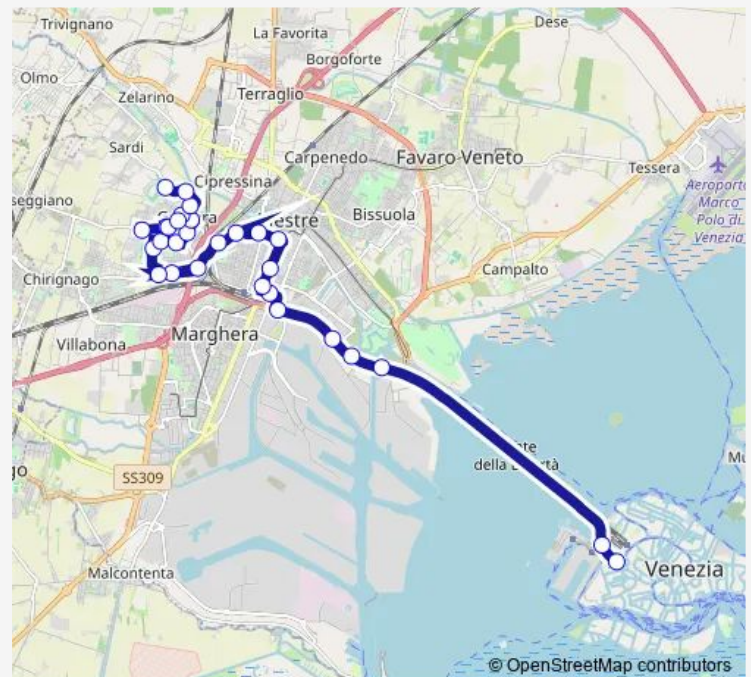 Trivignano
La Favorita
Dese
Borgoforte
Olmo
Zelarino
Terraglio
Sardi
Carpenedo
Favaro Veneto
Tessera
Cipressina
Aeroporto
Marco
Polo di
Venezia
Bissuola
Chirignago
Campalto
Marghera
Villabona
della
SS309
Malcontenta
Venezia
© OpenStreetMap contributors